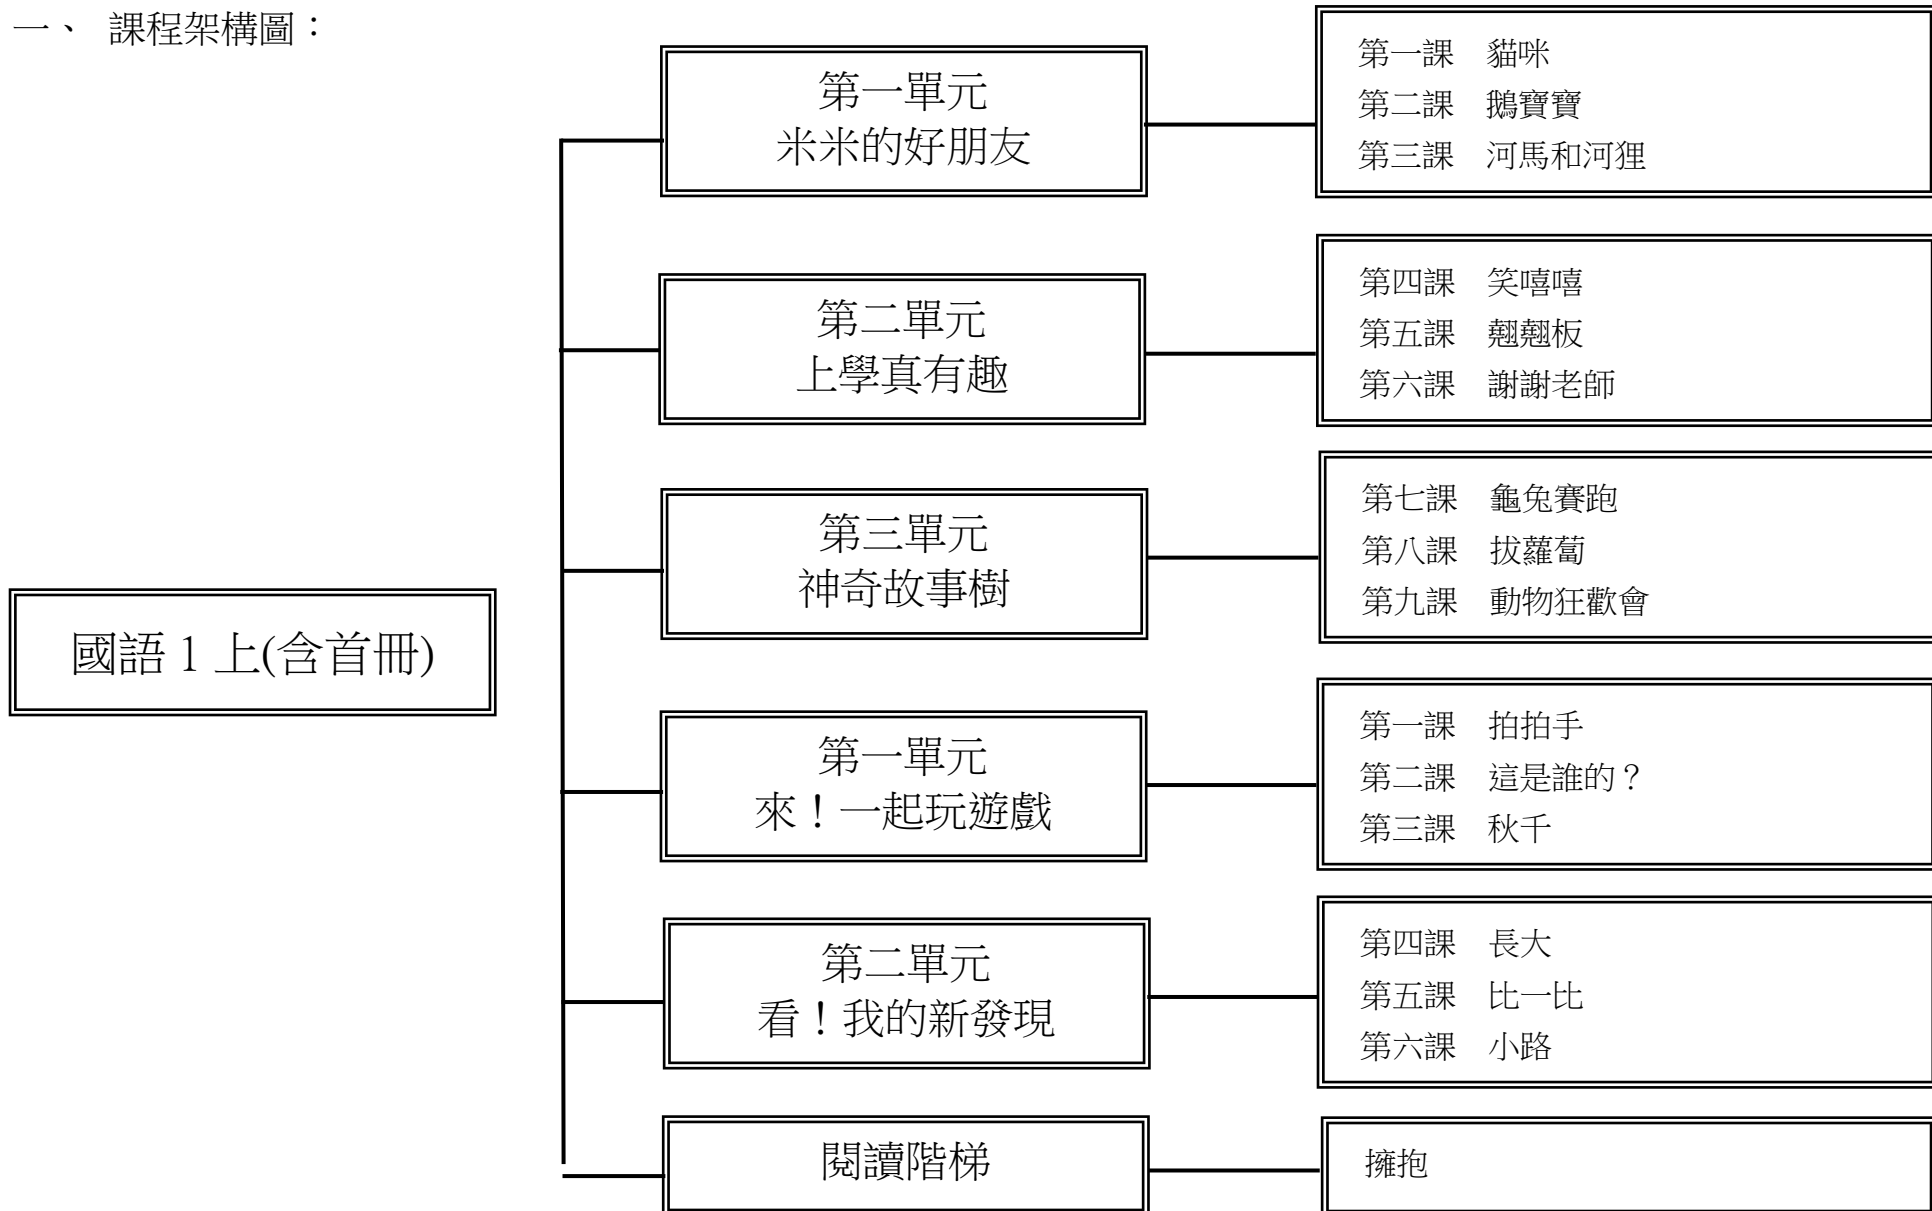 一、 課程架構圖：
國語 1 上(含首冊)
第一單元
米米的好朋友
第一課 貓咪
第二課 鵝寶寶
第三課 河馬和河狸
第二單元
上學真有趣
第四課 笑嘻嘻
第五課 翹翹板
第六課 謝謝老師
第三單元
神奇故事樹
第七課 龜兔賽跑
第八課 拔蘿蔔
第九課 動物狂歡會
第一單元
來！一起玩遊戲
第一課 拍拍手
第二課 這是誰的？
第三課 秋千
第二單元
看！我的新發現
第四課 長大
第五課 比一比
第六課 小路
閱讀階梯
擁抱